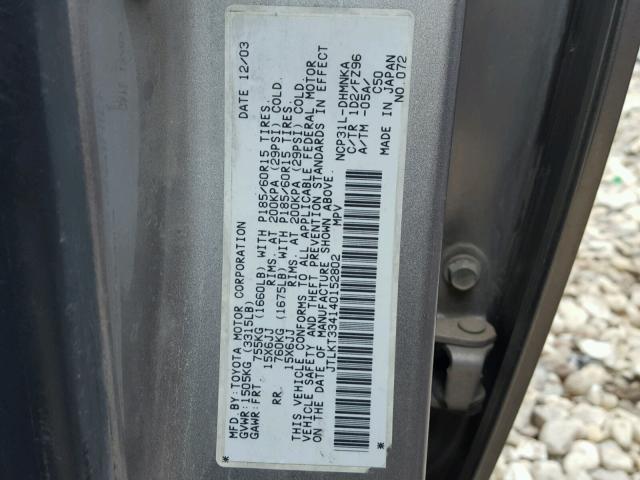 MFD.BY:TOYOTA MOTOR CORPORATION DATE 12/03
GVWR:1505KG (3315LB)
GAWR:FRT. 755KG (1660LB) WITH P185/60R15 TIRES.
15X6JJ RIMS. AT 200KPA (29PSI) COLD.
RR. 760KG (1675LB) WITH P185/60R15 TIRES.
15X6JJ RIMS. AT 200KPA (29PSI) COLD.
THIS VEHICLE CONFORMS TO ALL APPLICABLE FEDERAL MOTOR
VEHICLE SAFETY AND THEFT PREVENTION STANDARDS IN EFFECT
ON THE DATE OF MANUFACTURE SHOWN ABOVE.
JTLKT334140152802 MPV
NCP31L-DHMNKA
C/TR 1D2/FZ96
A/TM -05A/
C50
MADE IN JAPAN
NO.072